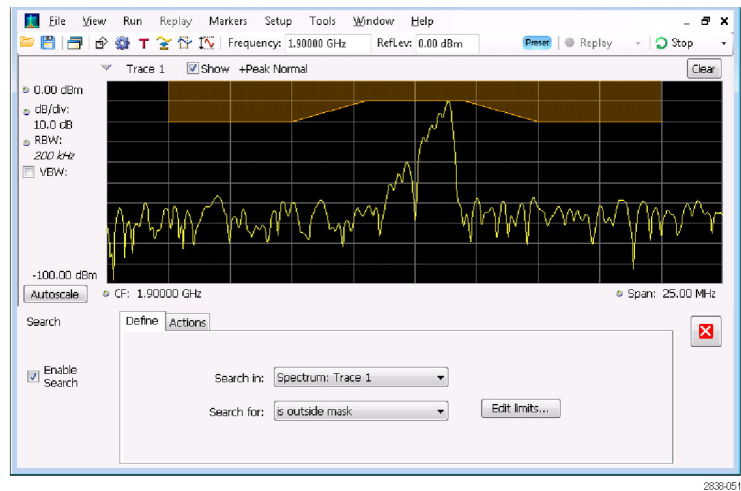 File View Run Replay Markers Setup Tools Window Help
T Frequency: 1.90000 GHz RefLev: 0.00 dBm Preset Replay Stop
Trace 1 Show +Peak Normal Clear
0.00 dBm
dB/div:
10.0 dB
RBW:
200 kHz
VBW:
-100.00 dBm
Autoscale CF: 1.90000 GHz Span: 25.00 MHz
Search Define Actions
Enable
Search
Search in: Spectrum: Trace 1
Search for: is outside mask Edit limits...
2838-051